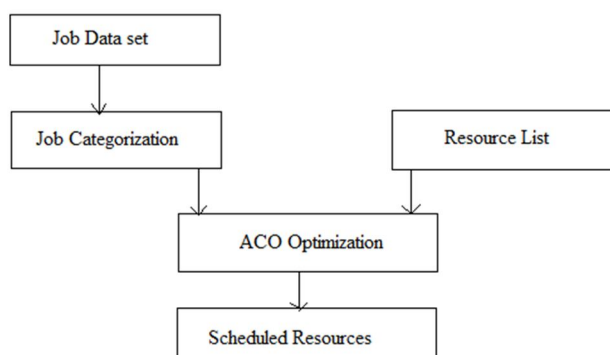 Job Data set
Job Categorization
Resource List
ACO Optimization
Scheduled Resources